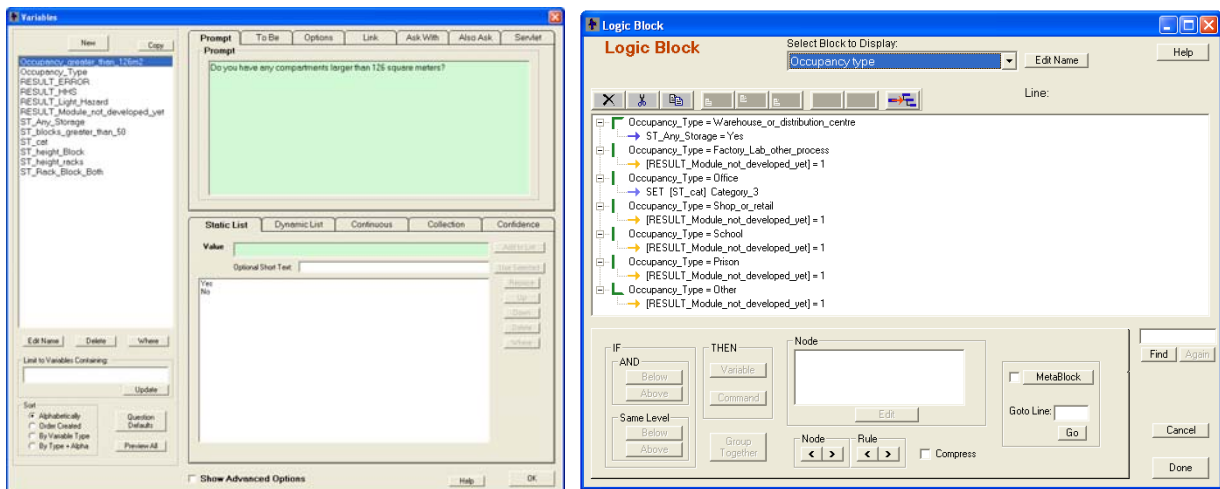 Variables
New
Copy
Occupancy_greater_than_126m2
Occupancy_Type
RESULT_ERROR
RESULT_HHS
RESULT_Light_Hazard
RESULT_Module_not_developed_yet
ST_Any_Storage
ST_blocks_greater_than_50
ST_cat
ST_height_Block
ST_height_racks
ST_Rack_Block_Both
Edit Name
Delete
Where
Limit to Variables Containing:
Update
Sort
Alphabetically
Order Created
By Variable Type
By Type + Alpha
Question Defaults
Preview All
Prompt
To Be
Options
Link
Ask With
Also Ask
Servlet
Prompt
Do you have any compartments larger than 126 square meters?
Static List
Dynamic List
Continuous
Collection
Confidence
Value
Add to List
Optional Short Text:
Use Selected
Yes
No
Replace
Up
Down
Delete
Where
Show Advanced Options
Help
OK
Logic Block
Logic Block
Select Block to Display:
Occupancy type
Edit Name
Help
Line:
Occupancy_Type = Warehouse_or_distribution_centre
ST_Any_Storage = Yes
Occupancy_Type = Factory_Lab_other_process
[RESULT_Module_not_developed_yet] = 1
Occupancy_Type = Office
SET [ST_cat] Category_3
Occupancy_Type = Shop_or_retail
[RESULT_Module_not_developed_yet] = 1
Occupancy_Type = School
[RESULT_Module_not_developed_yet] = 1
Occupancy_Type = Prison
[RESULT_Module_not_developed_yet] = 1
Occupancy_Type = Other
[RESULT_Module_not_developed_yet] = 1
IF
AND
Below
Above
Same Level
Below
Above
THEN
Variable
Command
Group Together
Node
Edit
Node
< >
Rule
< >
Compress
MetaBlock
Goto Line:
Go
Find
Again
Cancel
Done